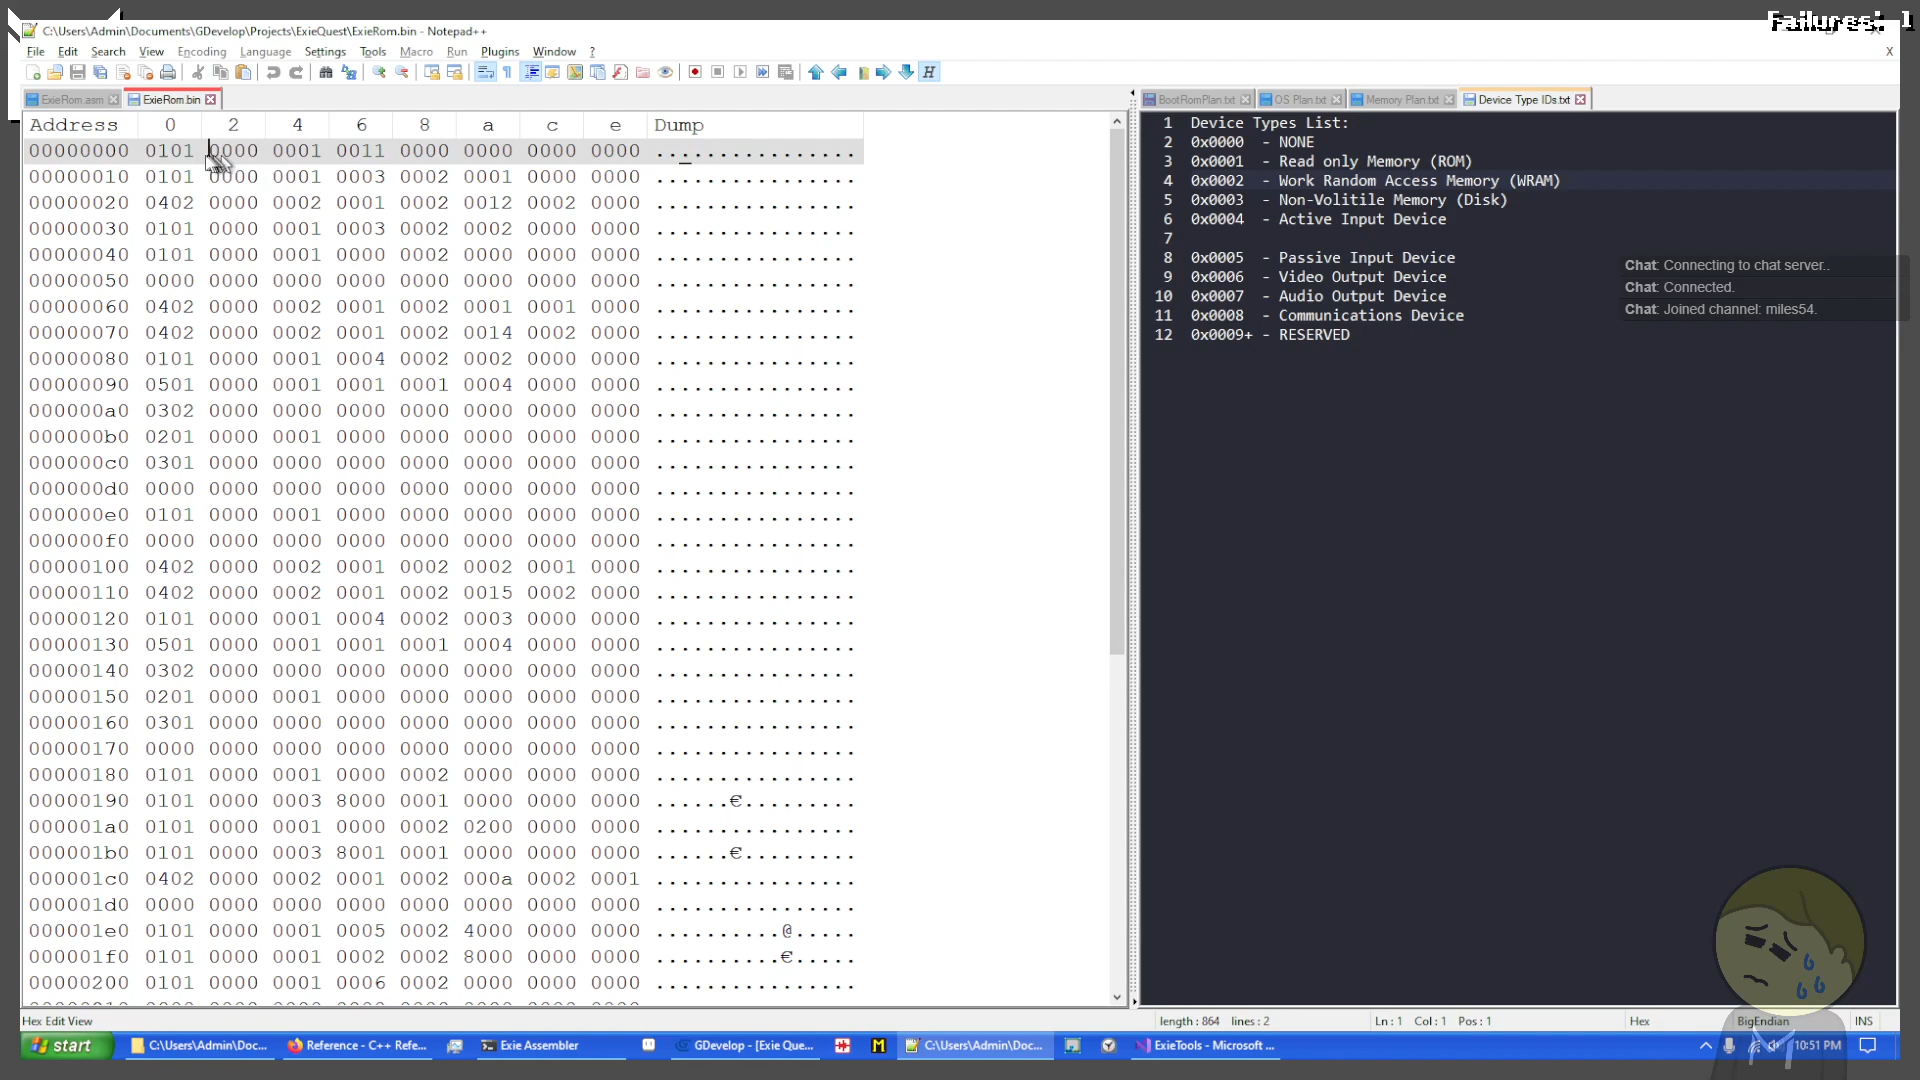 Failures: 1
C:\Users\Admin\Documents\GDevelop\Projects\ExieQuest\ExieRom.bin - Notepad++
File Edit Search View Encoding Language Settings Tools Macro Run Plugins Window ? X
H
ExieRom.asm ExieRom.bin
Address 0 2 4 6 8 a c e Dump
00000000 0101 0000 0001 0011 0000 0000 0000 0000 .._.............
00000010 0101 0000 0001 0003 0002 0001 0000 0000 ................
00000020 0402 0000 0002 0001 0002 0012 0002 0000 ................
00000030 0101 0000 0001 0003 0002 0002 0000 0000 ................
00000040 0101 0000 0001 0000 0002 0000 0000 0000 ................
00000050 0000 0000 0000 0000 0000 0000 0000 0000 ................
00000060 0402 0000 0002 0001 0002 0001 0001 0000 ................
00000070 0402 0000 0002 0001 0002 0014 0002 0000 ................
00000080 0101 0000 0001 0004 0002 0002 0000 0000 ................
00000090 0501 0000 0001 0001 0001 0004 0000 0000 ................
000000a0 0302 0000 0000 0000 0000 0000 0000 0000 ................
000000b0 0201 0000 0001 0000 0000 0000 0000 0000 ................
000000c0 0301 0000 0000 0000 0000 0000 0000 0000 ................
000000d0 0000 0000 0000 0000 0000 0000 0000 0000 ................
000000e0 0101 0000 0001 0000 0000 0000 0000 0000 ................
000000f0 0000 0000 0000 0000 0000 0000 0000 0000 ................
00000100 0402 0000 0002 0001 0002 0002 0001 0000 ................
00000110 0402 0000 0002 0001 0002 0015 0002 0000 ................
00000120 0101 0000 0001 0004 0002 0003 0000 0000 ................
00000130 0501 0000 0001 0001 0001 0004 0000 0000 ................
00000140 0302 0000 0000 0000 0000 0000 0000 0000 ................
00000150 0201 0000 0001 0000 0000 0000 0000 0000 ................
00000160 0301 0000 0000 0000 0000 0000 0000 0000 ................
00000170 0000 0000 0000 0000 0000 0000 0000 0000 ................
00000180 0101 0000 0001 0000 0002 0000 0000 0000 ................
00000190 0101 0000 0003 8000 0001 0000 0000 0000 ......€.........
000001a0 0101 0000 0001 0000 0002 0200 0000 0000 ................
000001b0 0101 0000 0003 8001 0001 0000 0000 0000 ......€.........
000001c0 0402 0000 0002 0001 0002 000a 0002 0001 ................
000001d0 0000 0000 0000 0000 0000 0000 0000 0000 ................
000001e0 0101 0000 0001 0005 0002 4000 0000 0000 ..........@.....
000001f0 0101 0000 0001 0002 0002 8000 0000 0000 ..........€.....
00000200 0101 0000 0001 0006 0002 0000 0000 0000 ................
BootRomPlan.txt OS Plan.txt Memory Plan.txt Device Type IDs.txt
1 Device Types List:
2 0x0000 - NONE
3 0x0001 - Read only Memory (ROM)
4 0x0002 - Work Random Access Memory (WRAM)
5 0x0003 - Non-Volitile Memory (Disk)
6 0x0004 - Active Input Device
7
8 0x0005 - Passive Input Device
9 0x0006 - Video Output Device
10 0x0007 - Audio Output Device
11 0x0008 - Communications Device
12 0x0009+ - RESERVED
Chat: Connecting to chat server..
Chat: Connected.
Chat: Joined channel: miles54.
Hex Edit View length : 864 lines : 2 Ln : 1 Col : 1 Pos : 1 Hex BigEndian INS
start C:\Users\Admin\Doc... Reference - C++ Refe... Exie Assembler GDevelop - [Exie Que... M C:\Users\Admin\Doc... ExieTools - Microsoft ... 10:51 PM